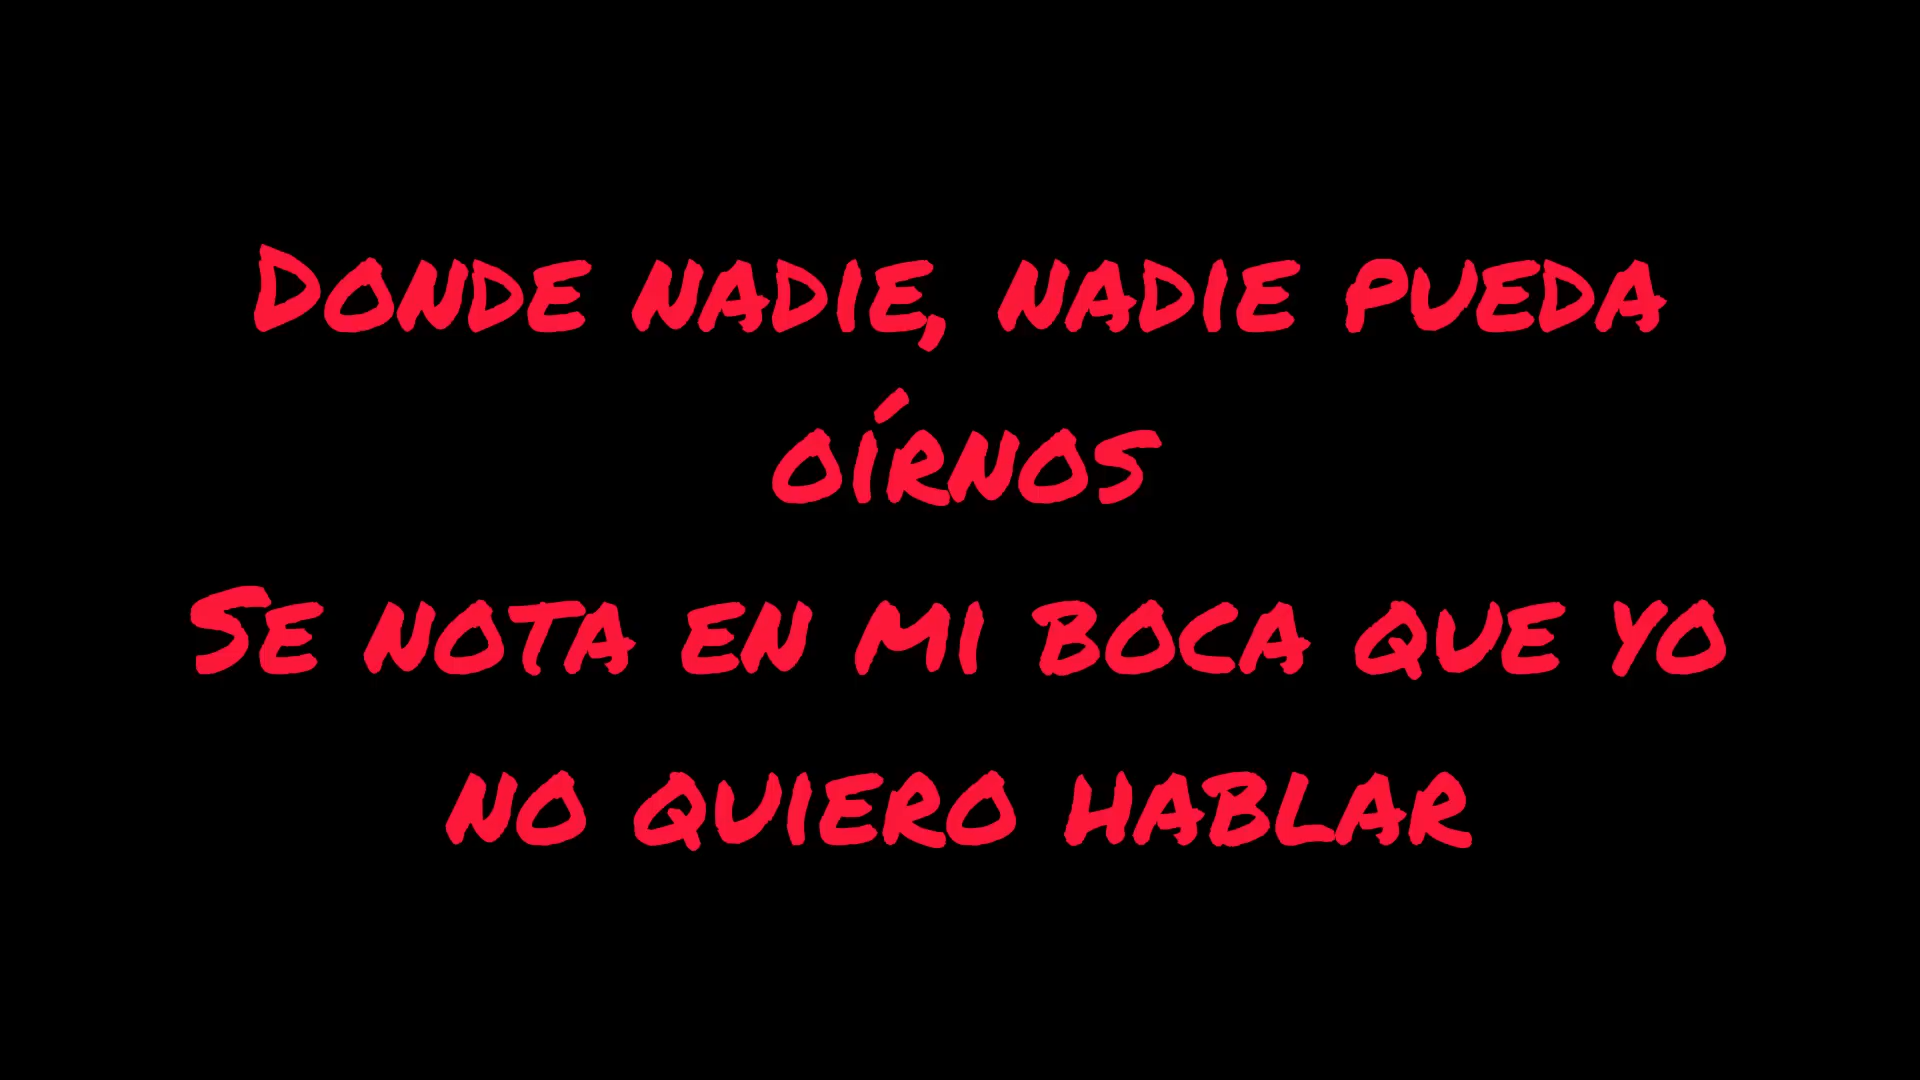 Donde nadie, nadie pueda
oírnos
Se nota en mi boca que yo
no quiero hablar